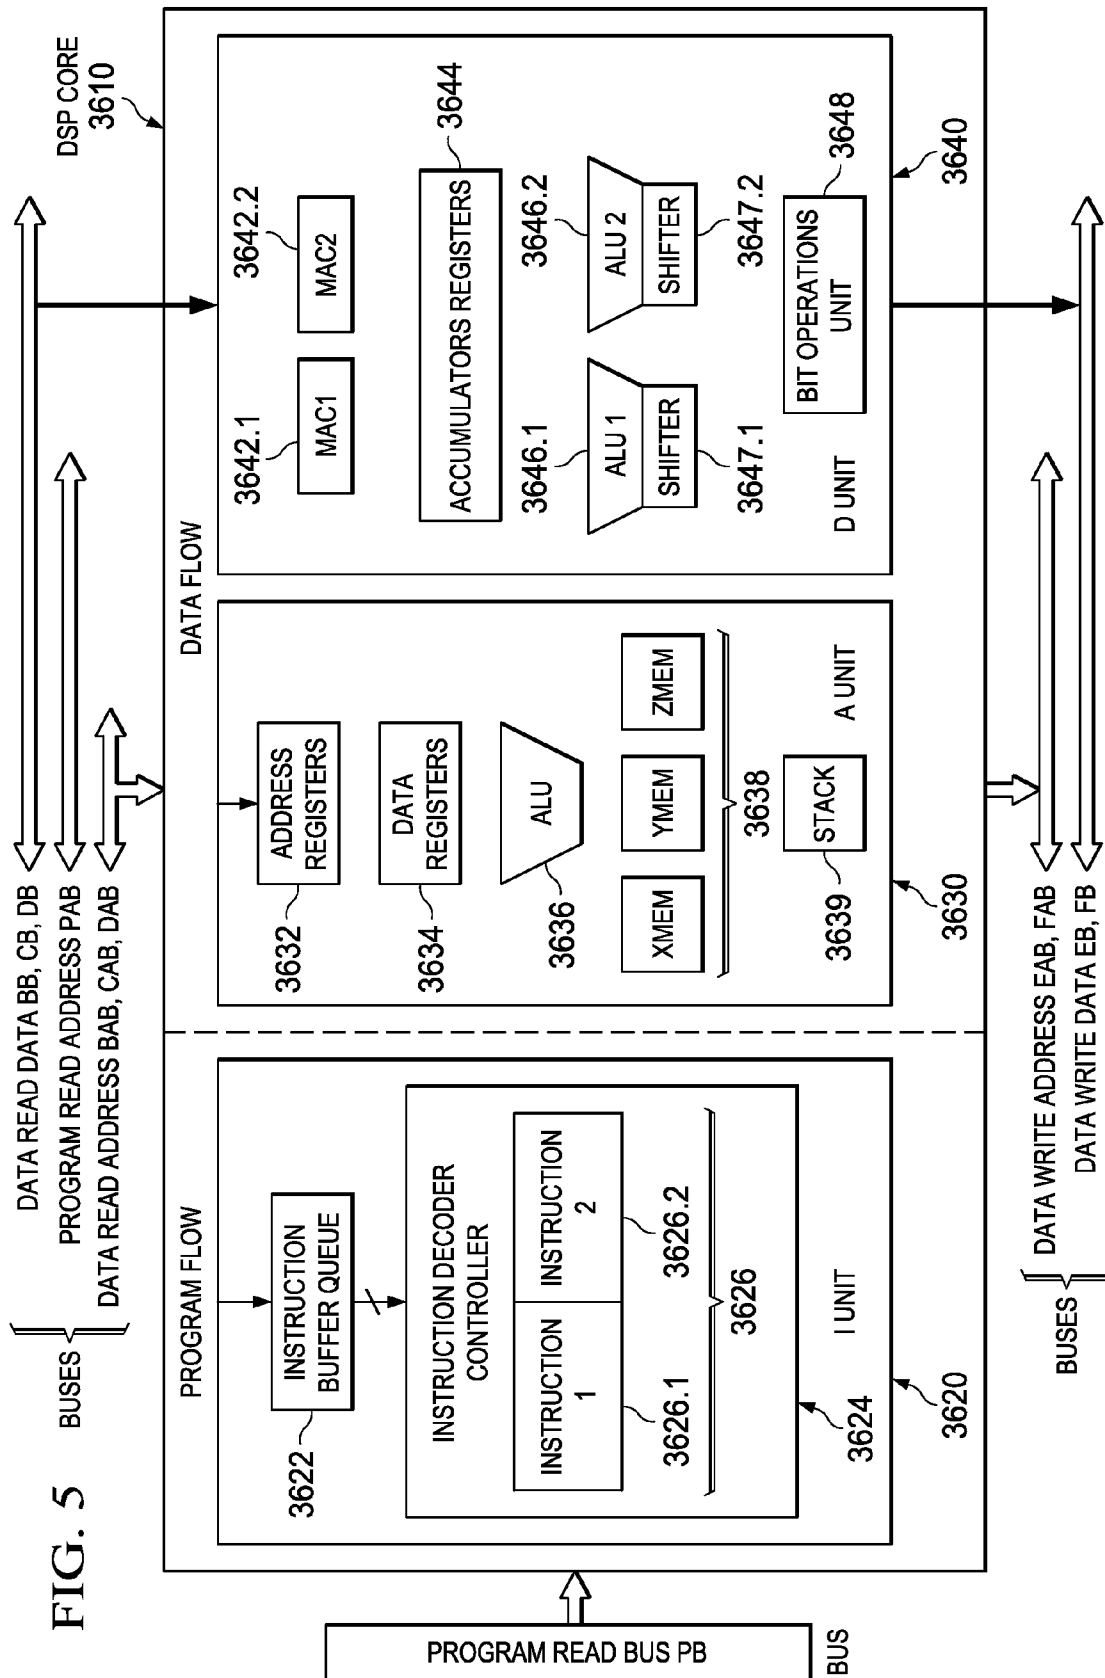 FIG. 5
BUSES
DATA READ DATA BB, CB, DB
PROGRAM READ ADDRESS PAB
DATA READ ADDRESS BAB, CAB, DAB
DSP CORE
3610
PROGRAM READ BUS PB
BUS
PROGRAM FLOW
3622
INSTRUCTION
BUFFER QUEUE
INSTRUCTION DECODER
CONTROLLER
INSTRUCTION
1
INSTRUCTION
2
3626.1
3626.2
3626
3624
I UNIT
3620
DATA FLOW
ADDRESS
REGISTERS
3632
DATA
REGISTERS
3634
ALU
3636
XMEM
YMEM
ZMEM
3638
STACK
3639
A UNIT
3630
3642.1
3642.2
MAC1
MAC2
ACCUMULATORS REGISTERS
3644
3646.1
3646.2
ALU 1
ALU 2
SHIFTER
SHIFTER
3647.1
3647.2
BIT OPERATIONS
UNIT
3648
D UNIT
3640
BUSES
DATA WRITE ADDRESS EAB, FAB
DATA WRITE DATA EB, FB